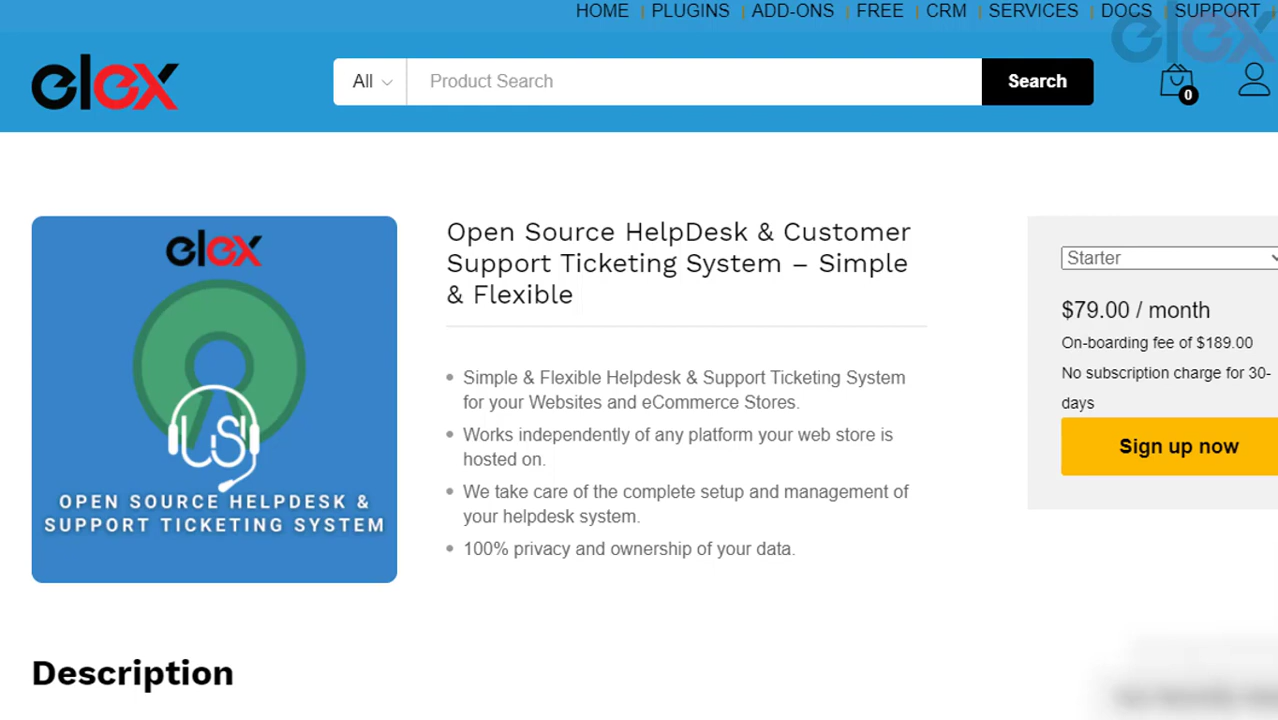 HOME PLUGINS ADD-ONS FREE CRM SERVICES DOCS SUPPORT
elex
elex
All
Product Search
Search
0
elex
OPEN SOURCE HELPDESK &
SUPPORT TICKETING SYSTEM
Open Source HelpDesk & Customer
Support Ticketing System – Simple
& Flexible
• Simple & Flexible Helpdesk & Support Ticketing System
for your Websites and eCommerce Stores.
• Works independently of any platform your web store is
hosted on.
• We take care of the complete setup and management of
your helpdesk system.
• 100% privacy and ownership of your data.
Starter
$79.00 / month
On-boarding fee of $189.00
No subscription charge for 30-
days
Sign up now
Description